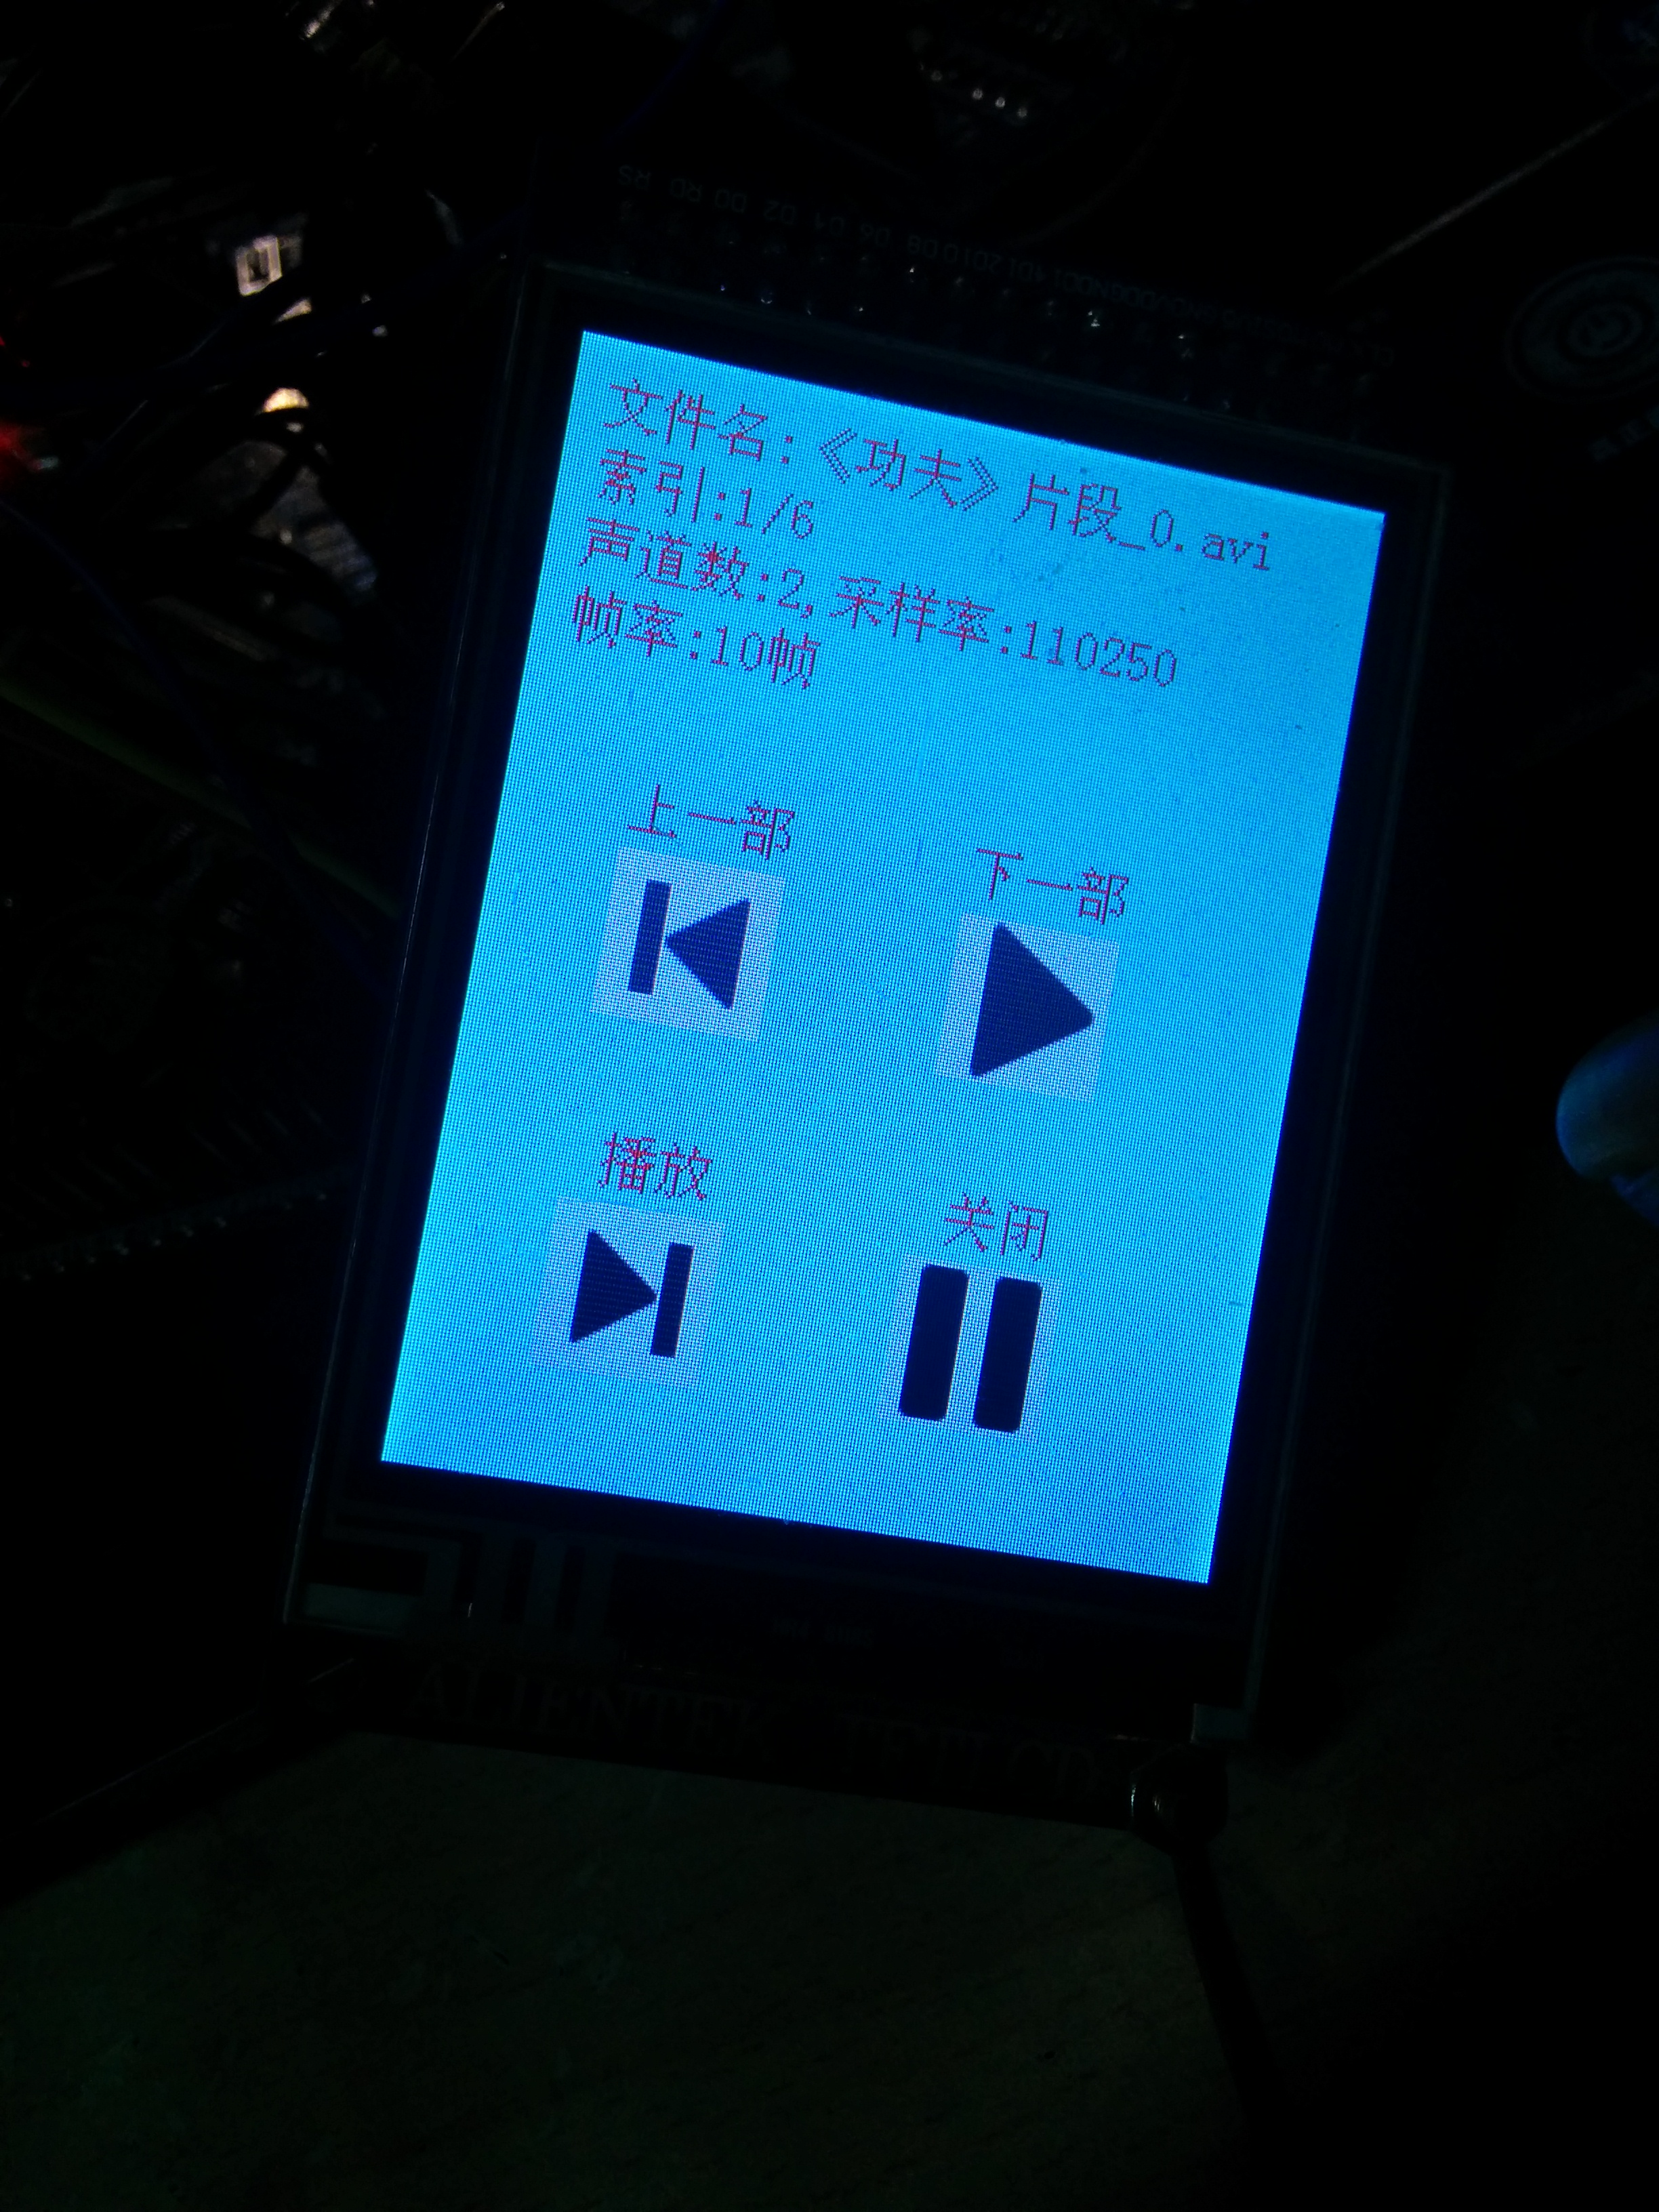 文件名:《功夫》片段_0.avi
索引:1/6
声道数:2,采样率:110250
帧率:10帧
上一部
下一部
播放
关闭